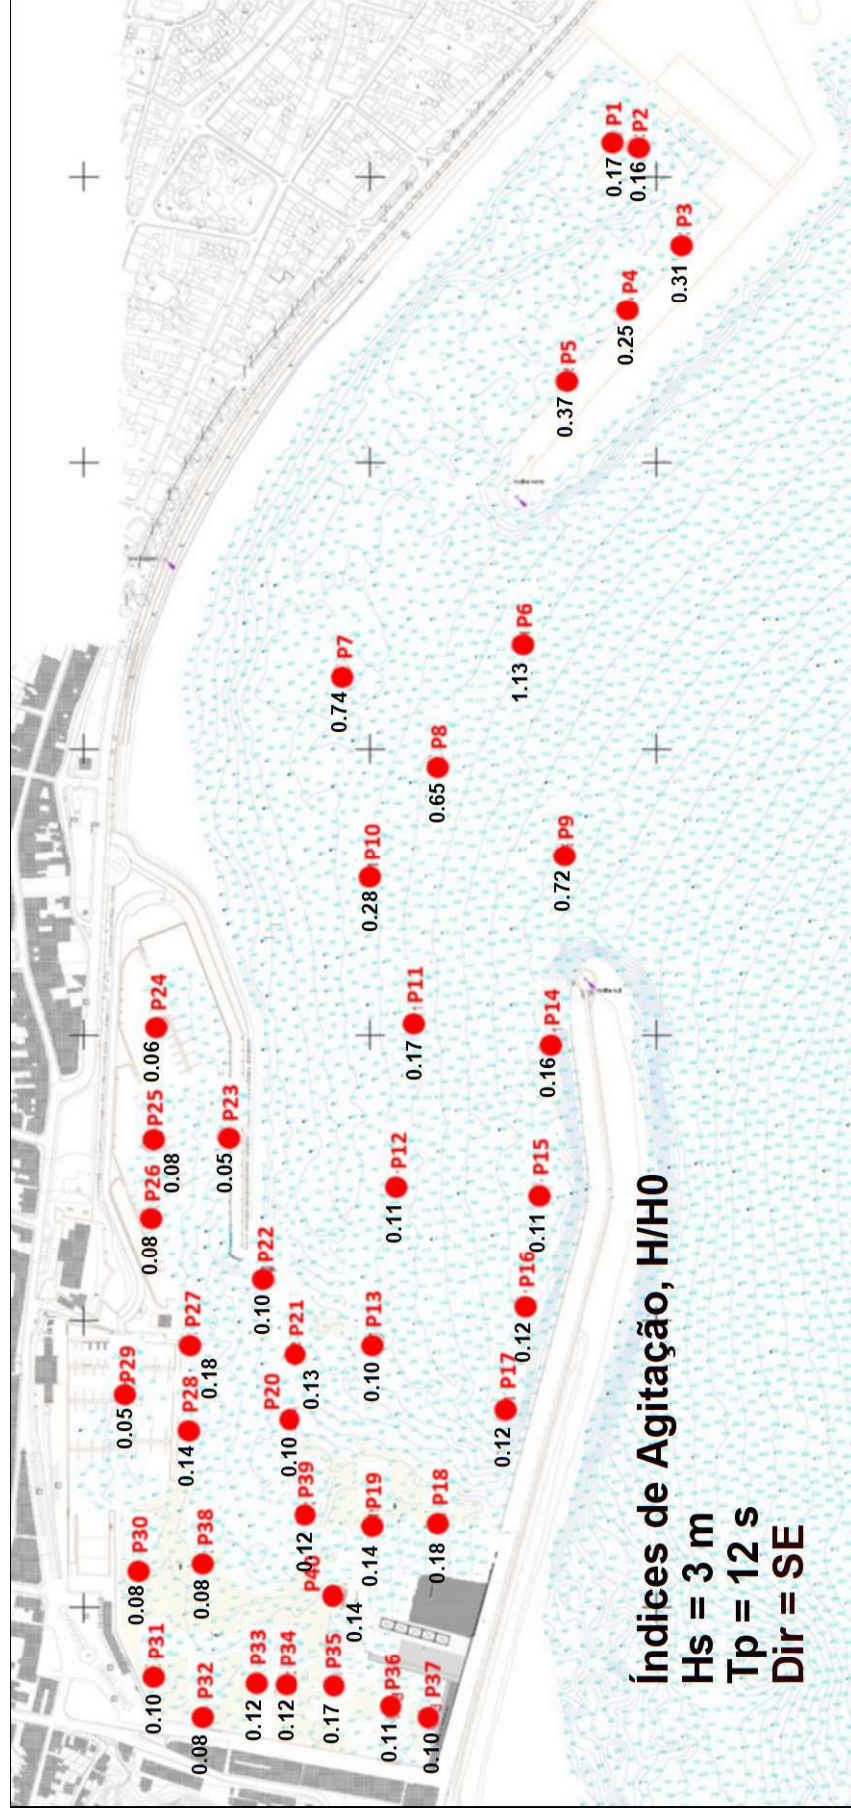 P1
0.17
P2
0.16
P3
0.31
P4
0.25
P5
0.37
P6
1.13
P7
0.74
P8
0.65
P9
0.72
P10
0.28
P11
0.17
P12
0.11
P13
0.10
P14
0.16
P15
0.11
P16
0.12
P17
0.12
P18
0.18
P19
0.14
P20
0.10
P21
0.13
P22
0.10
P23
0.05
P24
0.06
P25
0.08
P26
0.08
P27
0.18
P28
0.14
P29
0.05
P30
0.08
P31
0.10
P32
0.08
P33
0.12
P34
0.12
P35
0.17
P36
0.11
P37
0.10
P38
0.08
P39
0.12
P40
0.14
Índices de Agitação, H/H0
Hs = 3 m
Tp = 12 s
Dir = SE